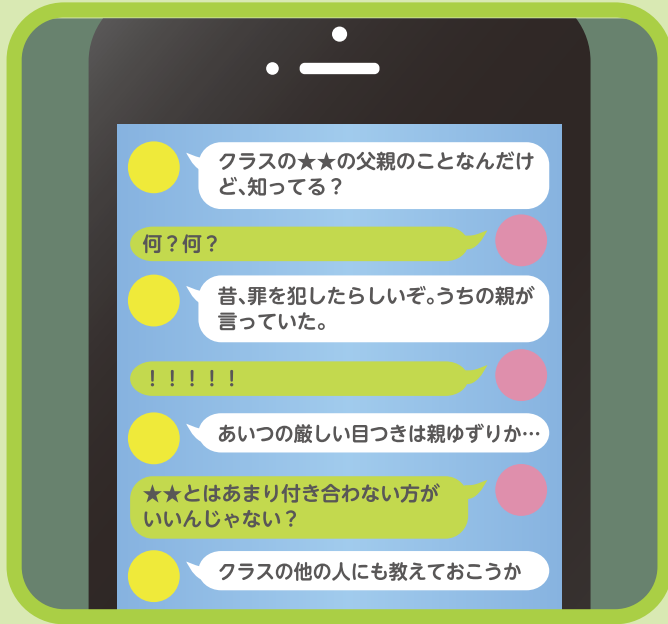 クラスの★★の父親のことなんだけ
ど、知ってる？
何？何？
昔、罪を犯したらしいぞ。うちの親が
言っていた。
！！！！！
あいつの厳しい目つきは親ゆずりか…
★★とはあまり付き合わない方が
いいんじゃない？
クラスの他の人にも教えておこうか